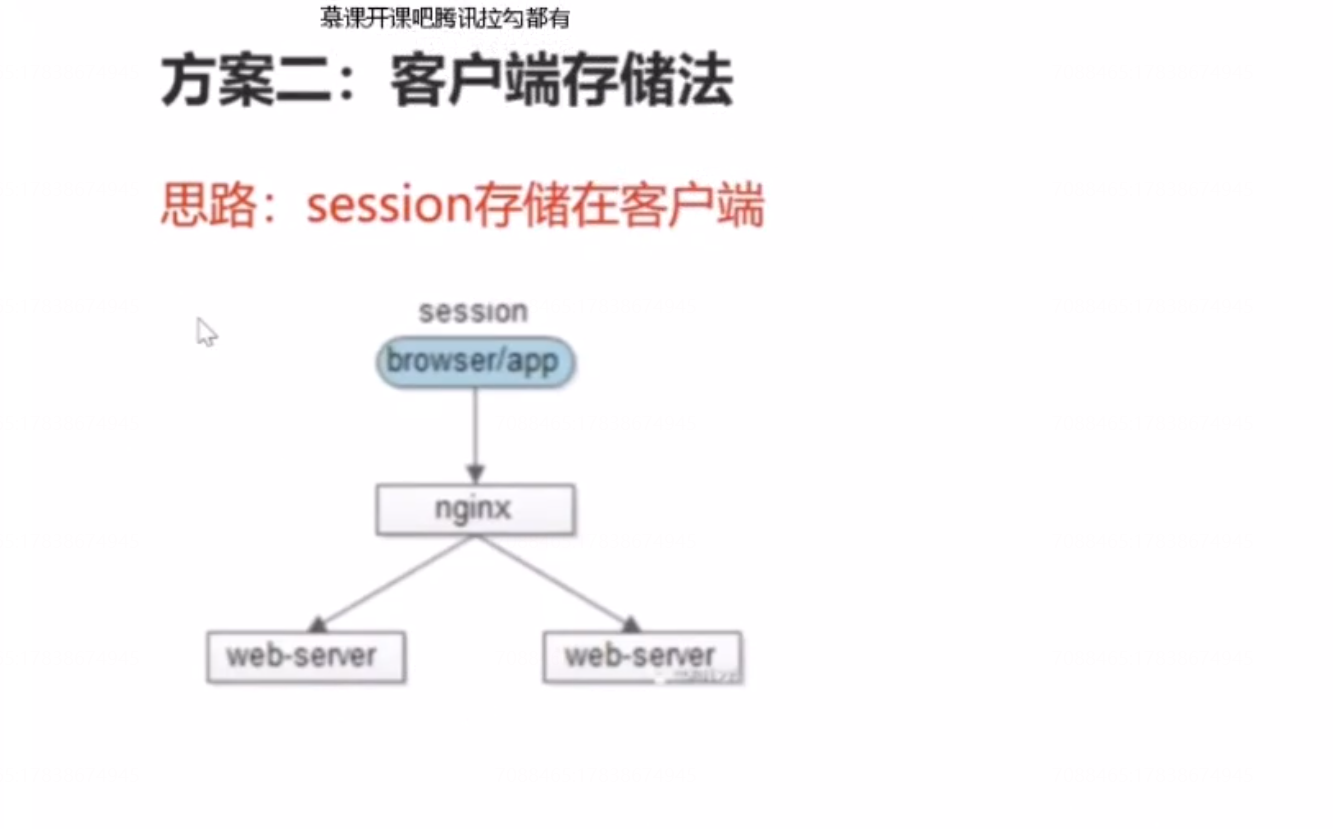 慕课开课吧腾讯拉勾都有
方案二：客户端存储法
思路：session存储在客户端
session
browser/app
nginx
web-server
web-server